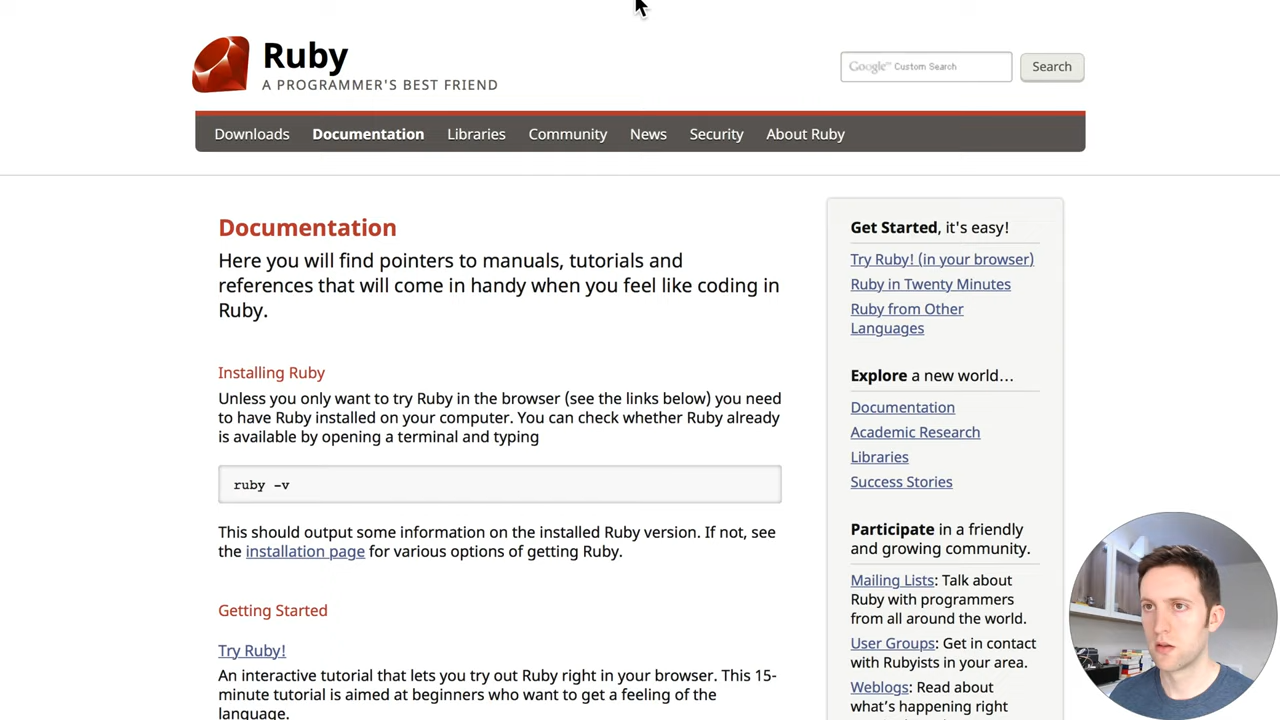 Ruby
A PROGRAMMER'S BEST FRIEND
Google™ Custom Search
Search
Downloads
Documentation
Libraries
Community
News
Security
About Ruby
Documentation
Here you will find pointers to manuals, tutorials and
references that will come in handy when you feel like coding in
Ruby.
Installing Ruby
Unless you only want to try Ruby in the browser (see the links below) you need
to have Ruby installed on your computer. You can check whether Ruby already
is available by opening a terminal and typing
ruby -v
This should output some information on the installed Ruby version. If not, see
the installation page for various options of getting Ruby.
Getting Started
Try Ruby!
An interactive tutorial that lets you try out Ruby right in your browser. This 15-
minute tutorial is aimed at beginners who want to get a feeling of the
language.
Get Started, it's easy!
Try Ruby! (in your browser)
Ruby in Twenty Minutes
Ruby from Other
Languages
Explore a new world…
Documentation
Academic Research
Libraries
Success Stories
Participate in a friendly
and growing community.
Mailing Lists: Talk about
Ruby with programmers
from all around the world.
User Groups: Get in contact
with Rubyists in your area.
Weblogs: Read about
what's happening right